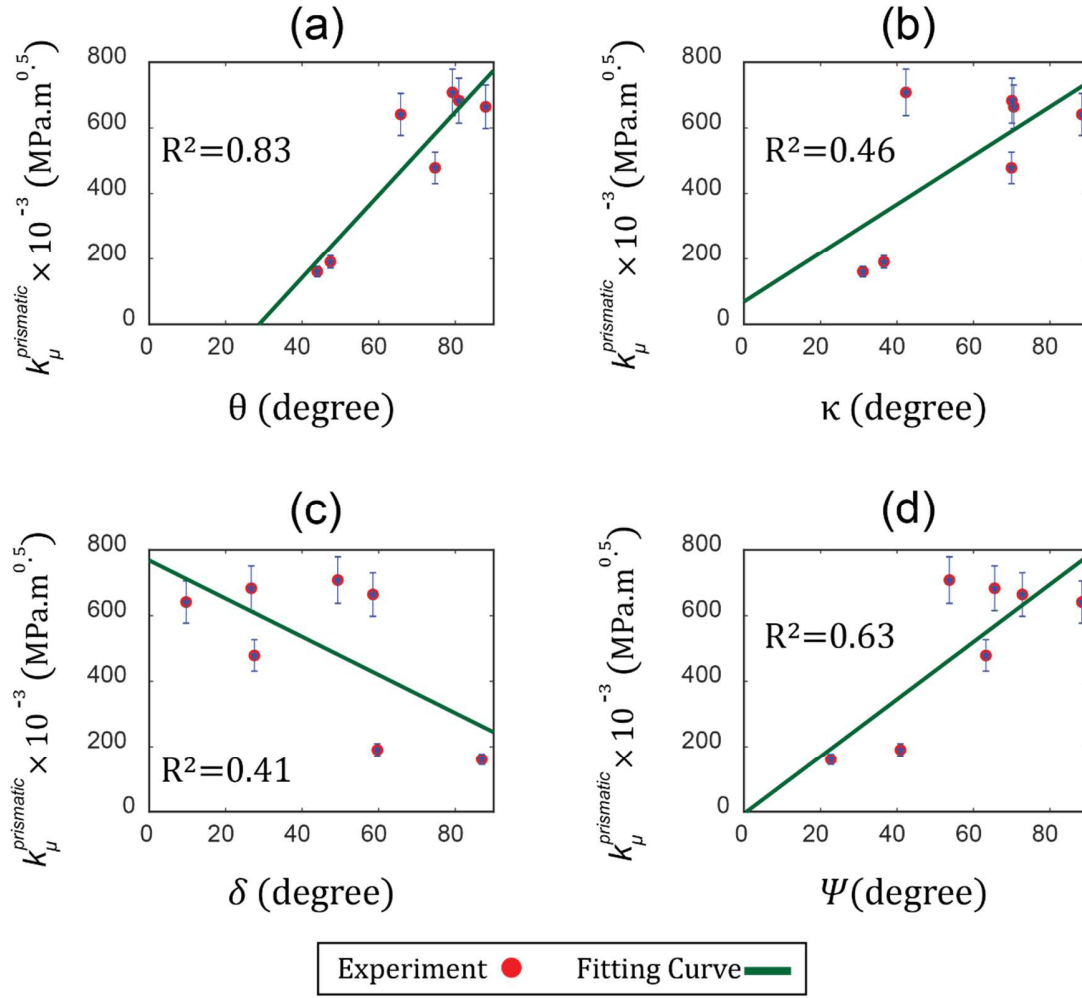 (a)
k_μ^prismatic × 10⁻³ (MPa.m^0.5)
800
600
400
200
0
R²=0.83
0 20 40 60 80
θ (degree)
(b)
k_μ^prismatic × 10⁻³ (MPa.m^0.5)
800
600
400
200
0
R²=0.46
0 20 40 60 80
κ (degree)
(c)
k_μ^prismatic × 10⁻³ (MPa.m^0.5)
800
600
400
200
0
R²=0.41
0 20 40 60 80
δ (degree)
(d)
k_μ^prismatic × 10⁻³ (MPa.m^0.5)
800
600
400
200
0
R²=0.63
0 20 40 60 80
Ψ(degree)
Experiment Fitting Curve